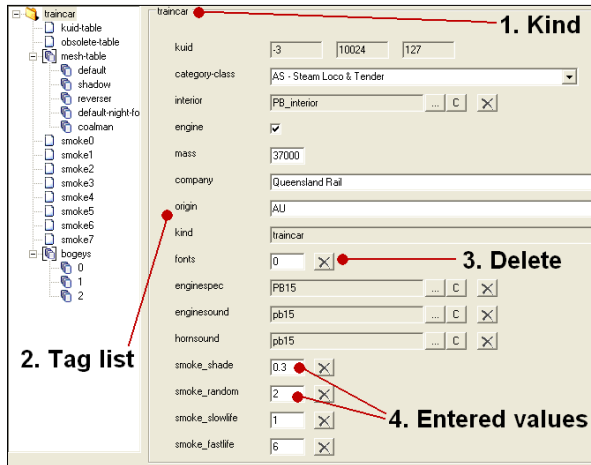 traincar
kuid-table
obsolete-table
mesh-table
default
shadow
reverser
default-night-fo
coalman
smoke0
smoke1
smoke2
smoke3
smoke4
smoke5
smoke6
smoke7
bogeys
0
1
2
2. Tag list
traincar
1. Kind
kuid -3 10024 127
category-class AS - Steam Loco & Tender
interior PB_interior ... C
engine
mass 37000
company Queensland Rail
origin AU
kind traincar
fonts 0 3. Delete
enginespec PB15 ... C
enginesound pb15 ... C
hornsound pb15 ... C
smoke_shade 0.3
smoke_random 2
4. Entered values
smoke_slowlife 1
smoke_fastlife 6